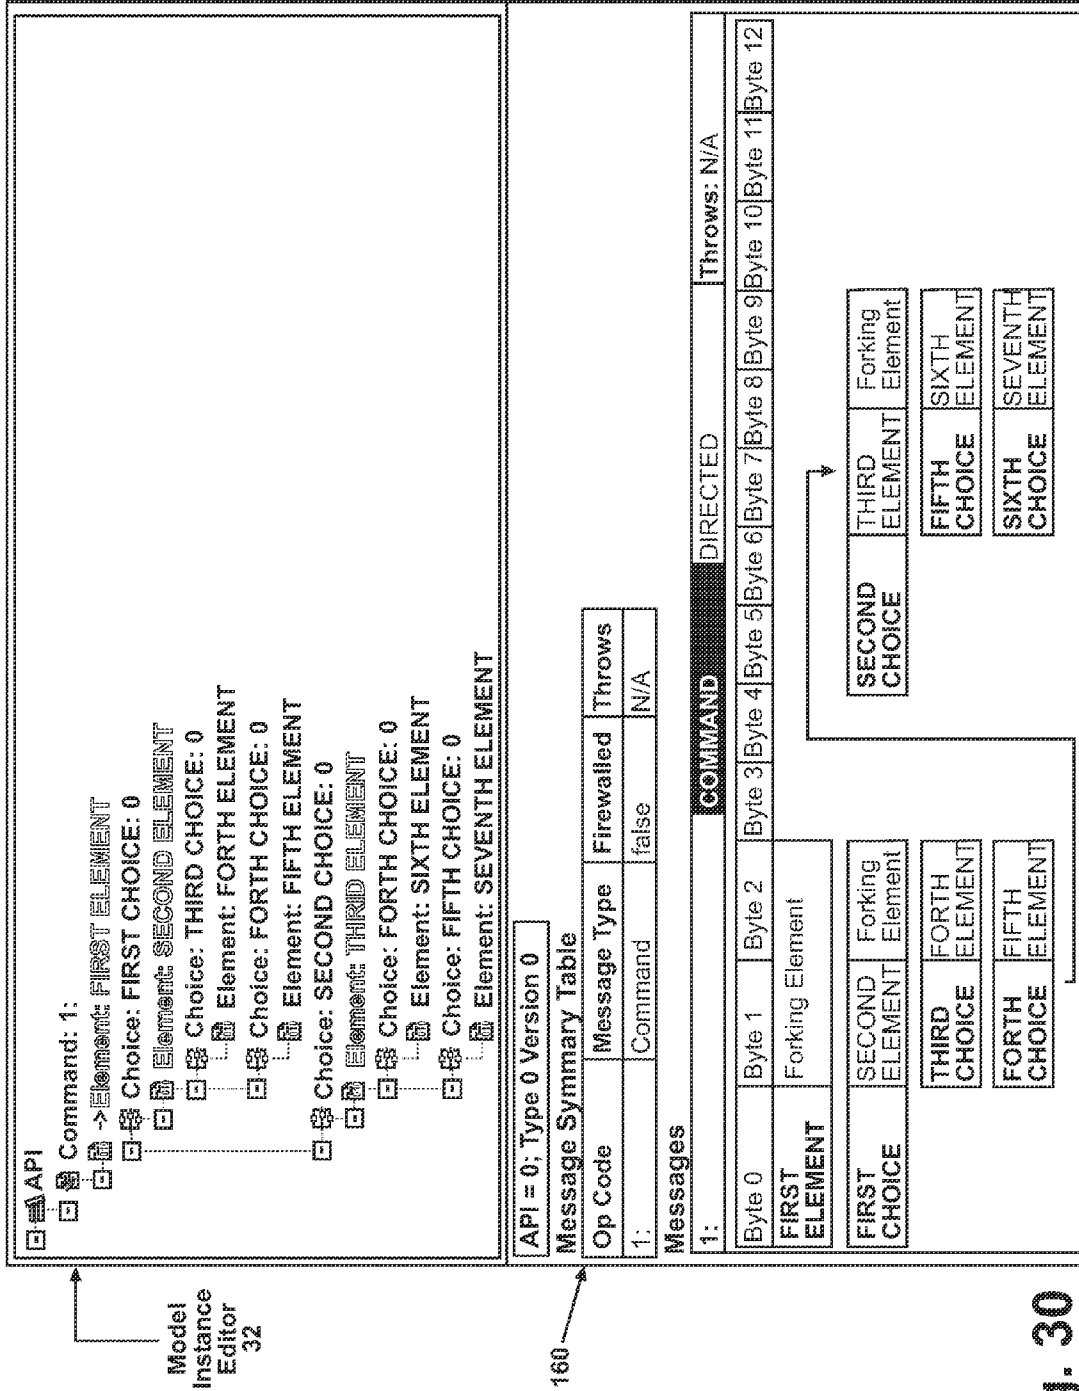 API
Command: 1:
->Element: FIRST ELEMENT
Choice: FIRST CHOICE: 0
Element: SECOND ELEMENT
Choice: THIRD CHOICE: 0
Element: FORTH ELEMENT
Choice: FORTH CHOICE: 0
Element: FIFTH ELEMENT
Choice: SECOND CHOICE: 0
Element: THRID ELEMENT
Choice: FORTH CHOICE: 0
Element: SIXTH ELEMENT
Choice: FIFTH CHOICE: 0
Element: SEVENTH ELEMENT
Model
Instance
Editor
32
API = 0; Type 0 Version 0
Message Symmary Table
Op Code Message Type Firewalled Throws
1: Command false N/A
160
Messages
1: COMMAND DIRECTED Throws: N/A
Byte 0 Byte 1 Byte 2 Byte 3 Byte 4 Byte 5 Byte 6 Byte 7 Byte 8 Byte 9 Byte 10 Byte 11 Byte 12
FIRST
ELEMENT
Forking Element
FIRST
CHOICE
SECOND
ELEMENT
Forking
Element
THIRD
CHOICE
FORTH
ELEMENT
FORTH
CHOICE
FIFTH
ELEMENT
SECOND
CHOICE
THIRD
ELEMENT
Forking
Element
FIFTH
CHOICE
SIXTH
ELEMENT
SIXTH
CHOICE
SEVENTH
ELEMENT
30